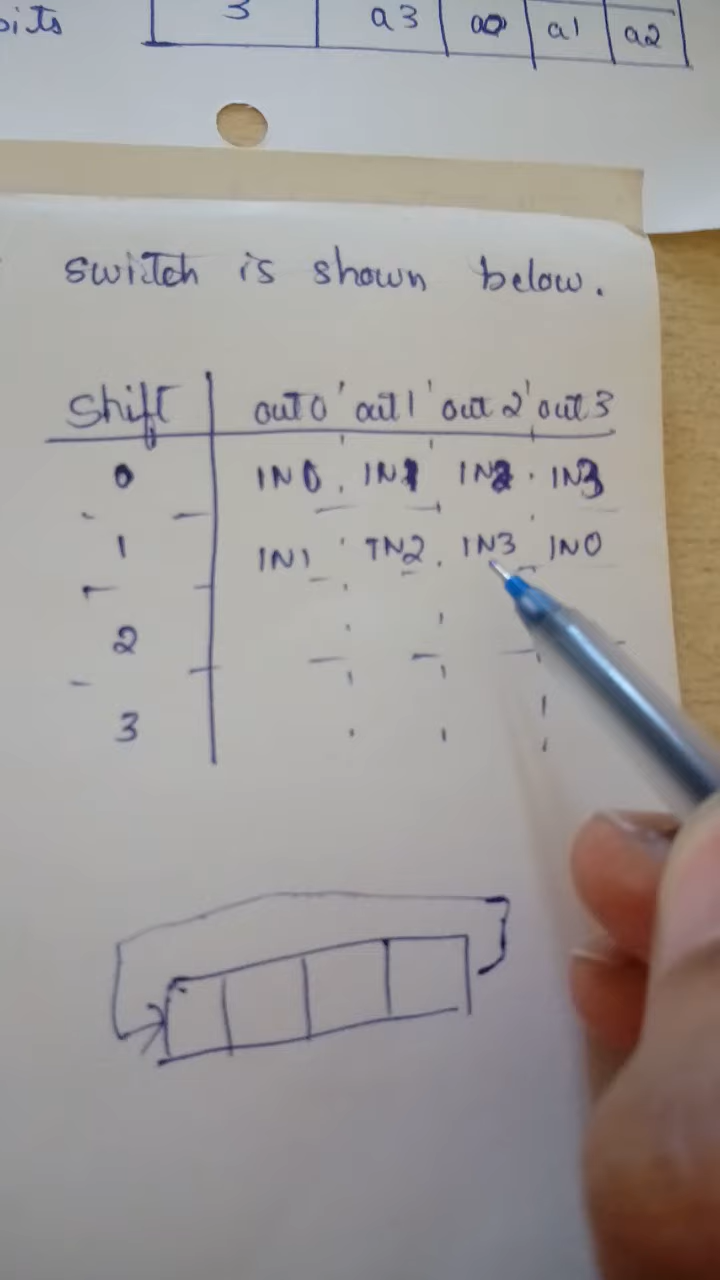 3 a3 a0 a1 a2
switch is shown below.
Shift out0 out1 out2 out3
0 IN0 IN1 IN2 IN3
1 IN1 IN2 IN3 IN0
2
3